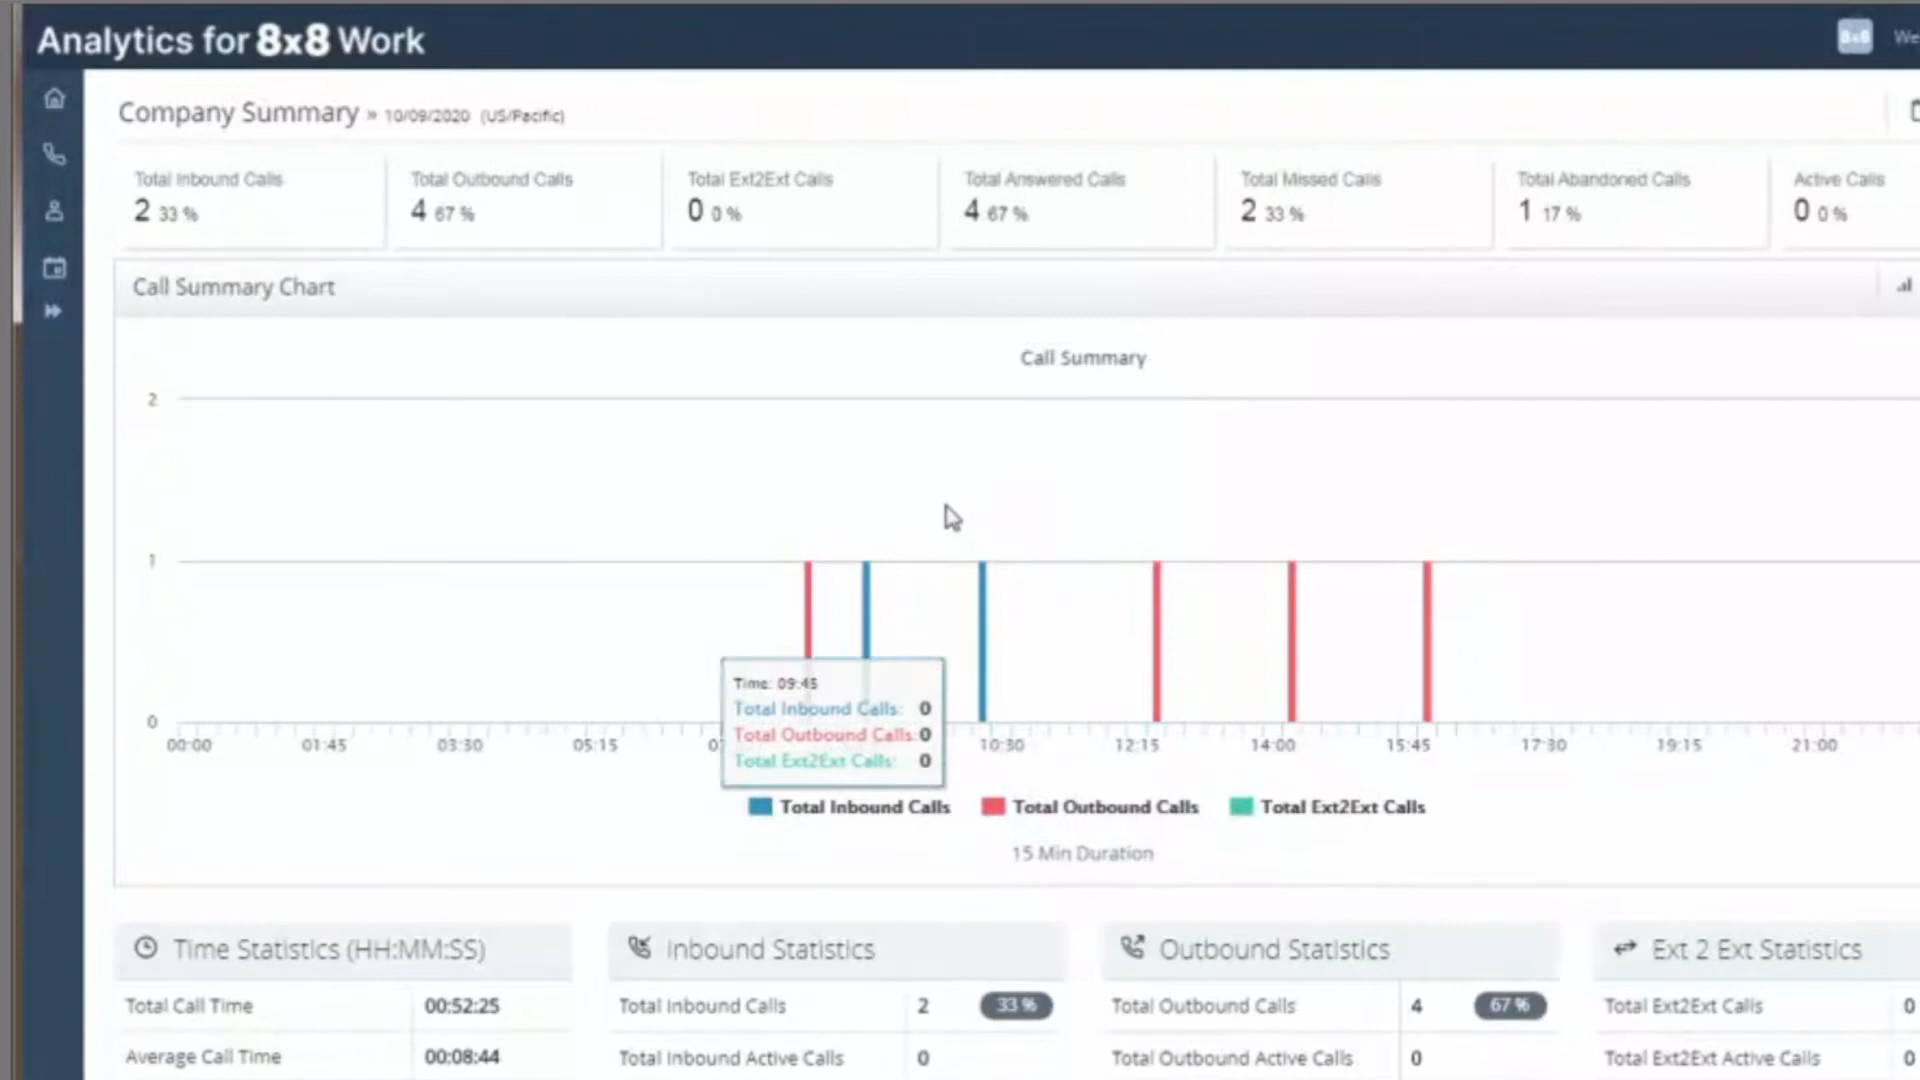 Analytics for 8x8 Work
8x8 We
Company Summary » 10/09/2020 (US/Pacific)
Total Inbound Calls
2 33 %
Total Outbound Calls
4 67 %
Total Ext2Ext Calls
0 0 %
Total Answered Calls
4 67 %
Total Missed Calls
2 33 %
Total Abandoned Calls
1 17 %
Active Calls
0 0 %
Call Summary Chart
Call Summary
2
1
0
00:00 01:45 03:30 05:15 10:30 12:15 14:00 15:45 17:30 19:15 21:00
Time: 09:45
Total Inbound Calls: 0
Total Outbound Calls: 0
Total Ext2Ext Calls: 0
Total Inbound Calls Total Outbound Calls Total Ext2Ext Calls
15 Min Duration
Time Statistics (HH:MM:SS)
Total Call Time 00:52:25
Average Call Time 00:08:44
Inbound Statistics
Total Inbound Calls 2 33 %
Total Inbound Active Calls 0
Outbound Statistics
Total Outbound Calls 4 67 %
Total Outbound Active Calls 0
Ext 2 Ext Statistics
Total Ext2Ext Calls 0
Total Ext2Ext Active Calls 0